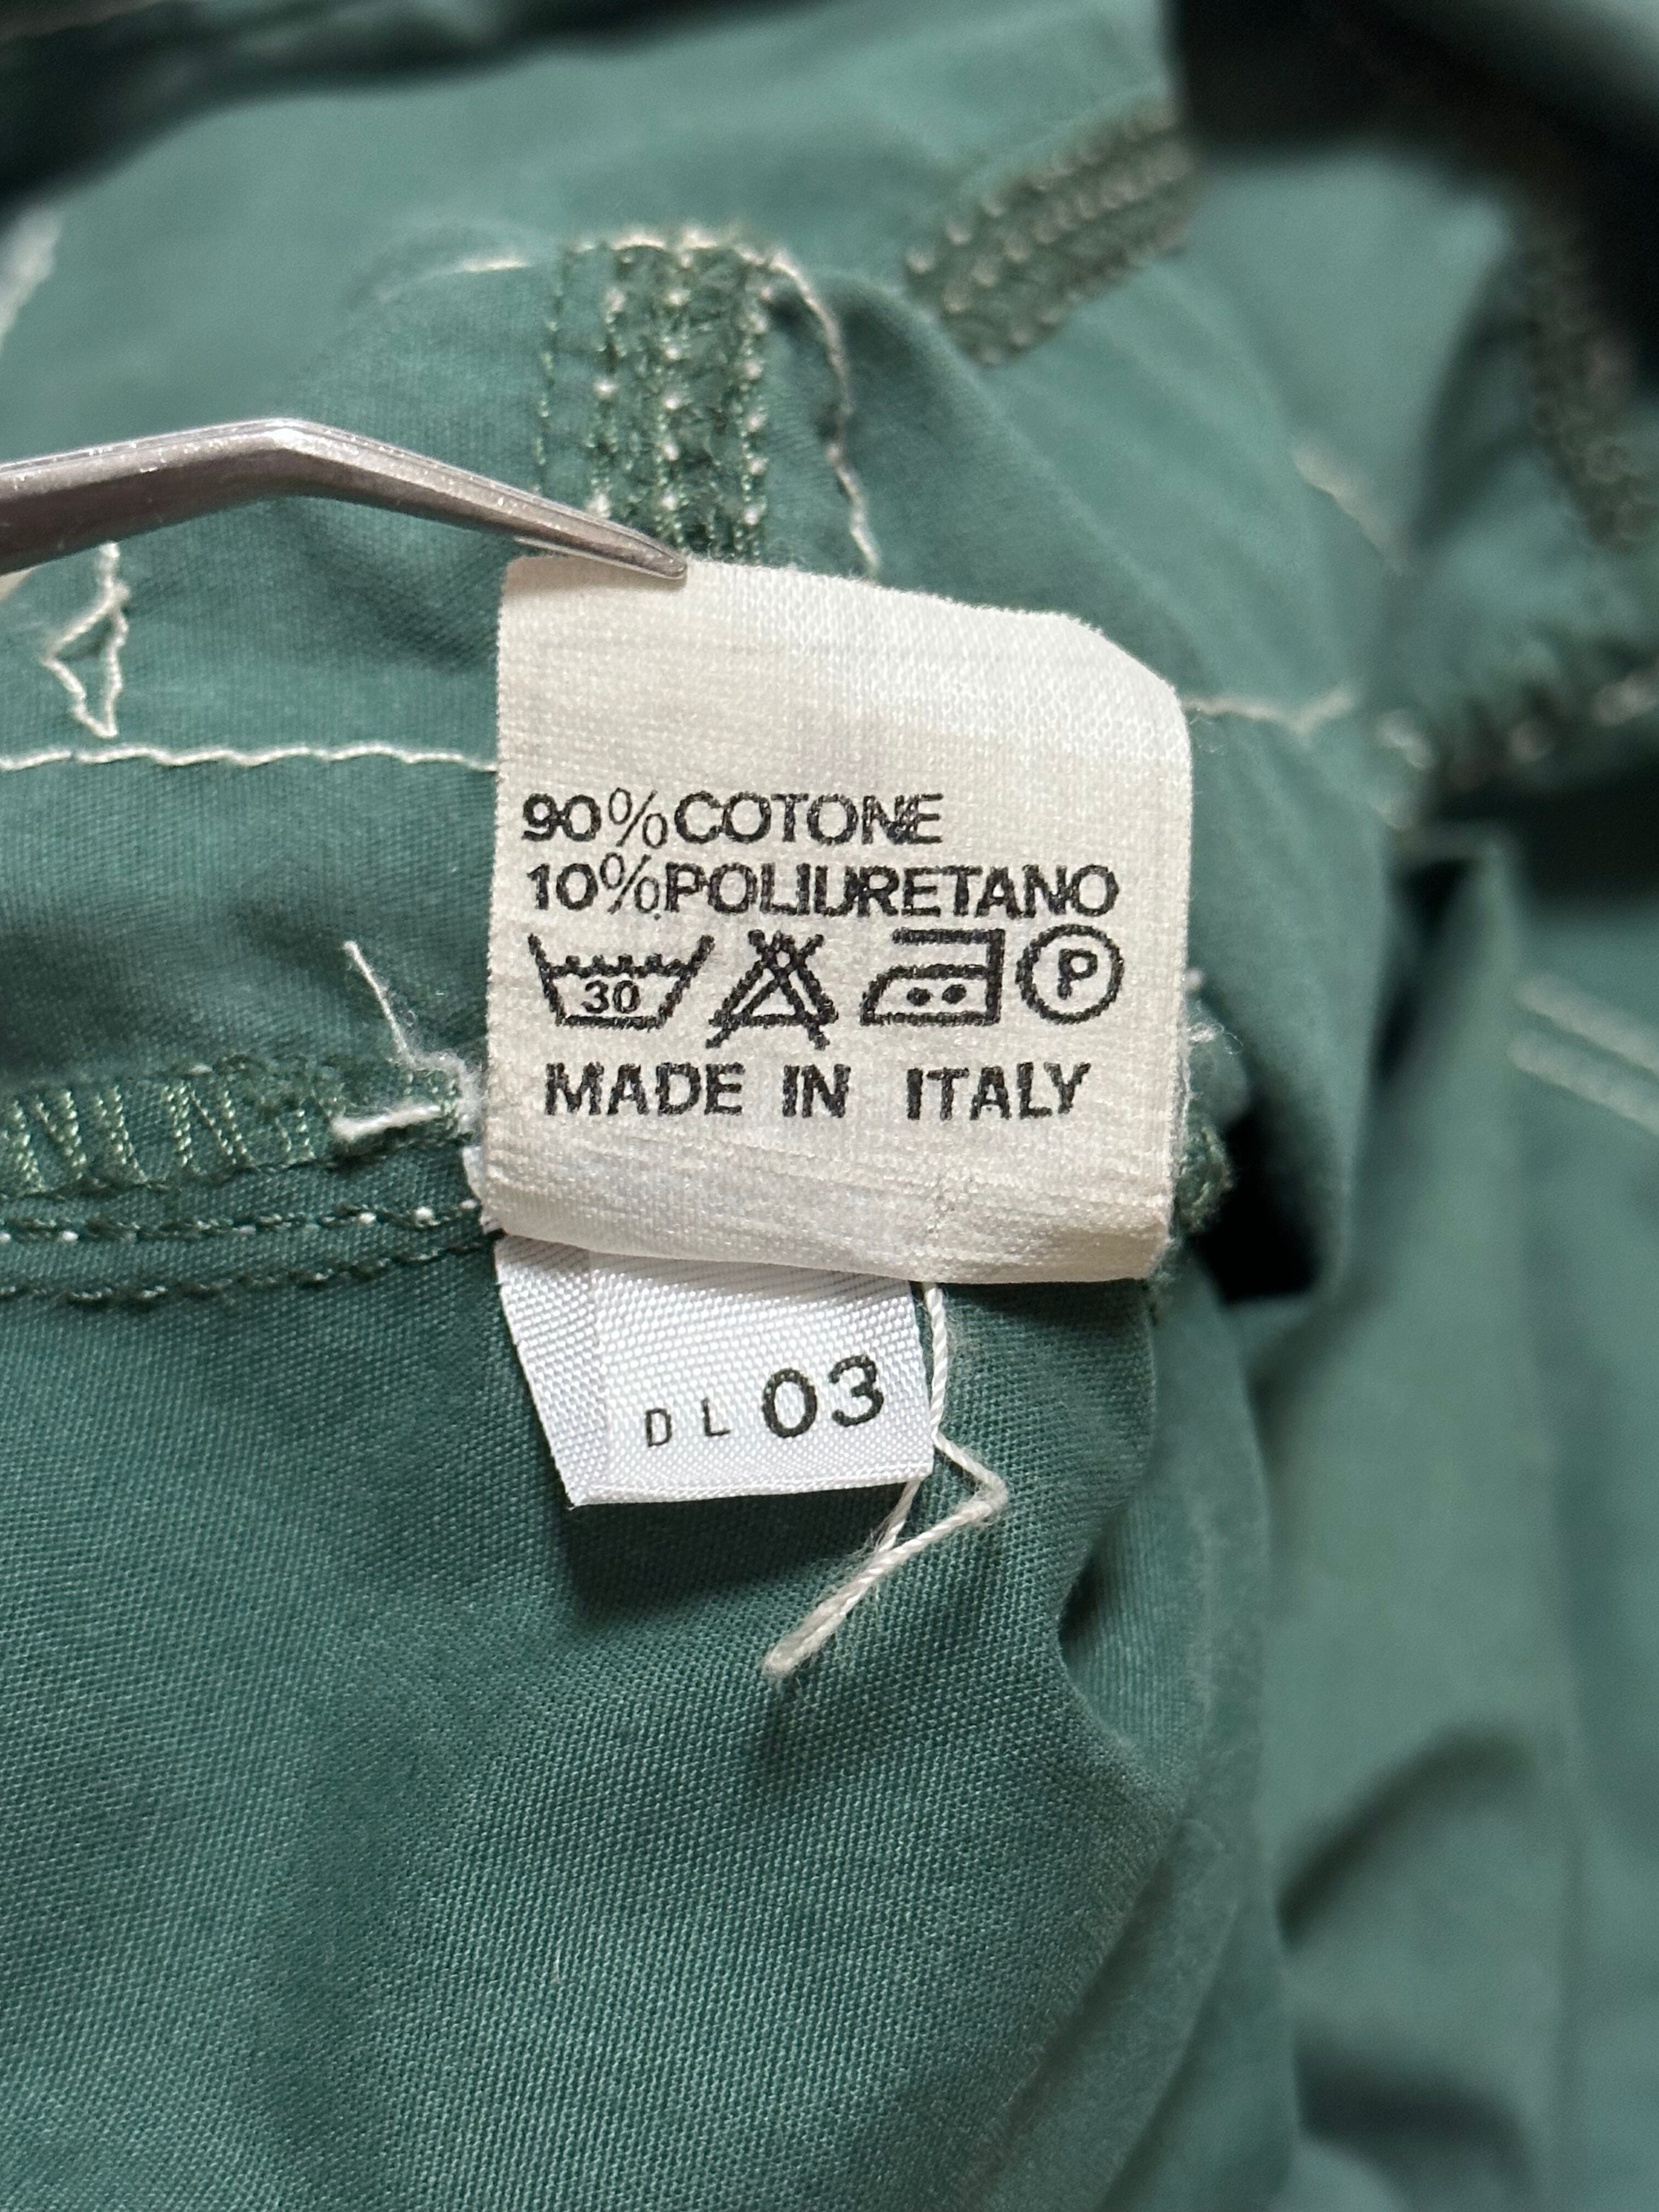 90%COTONE
10%POLIURETANO
30 P
MADE IN ITALY
DL 03